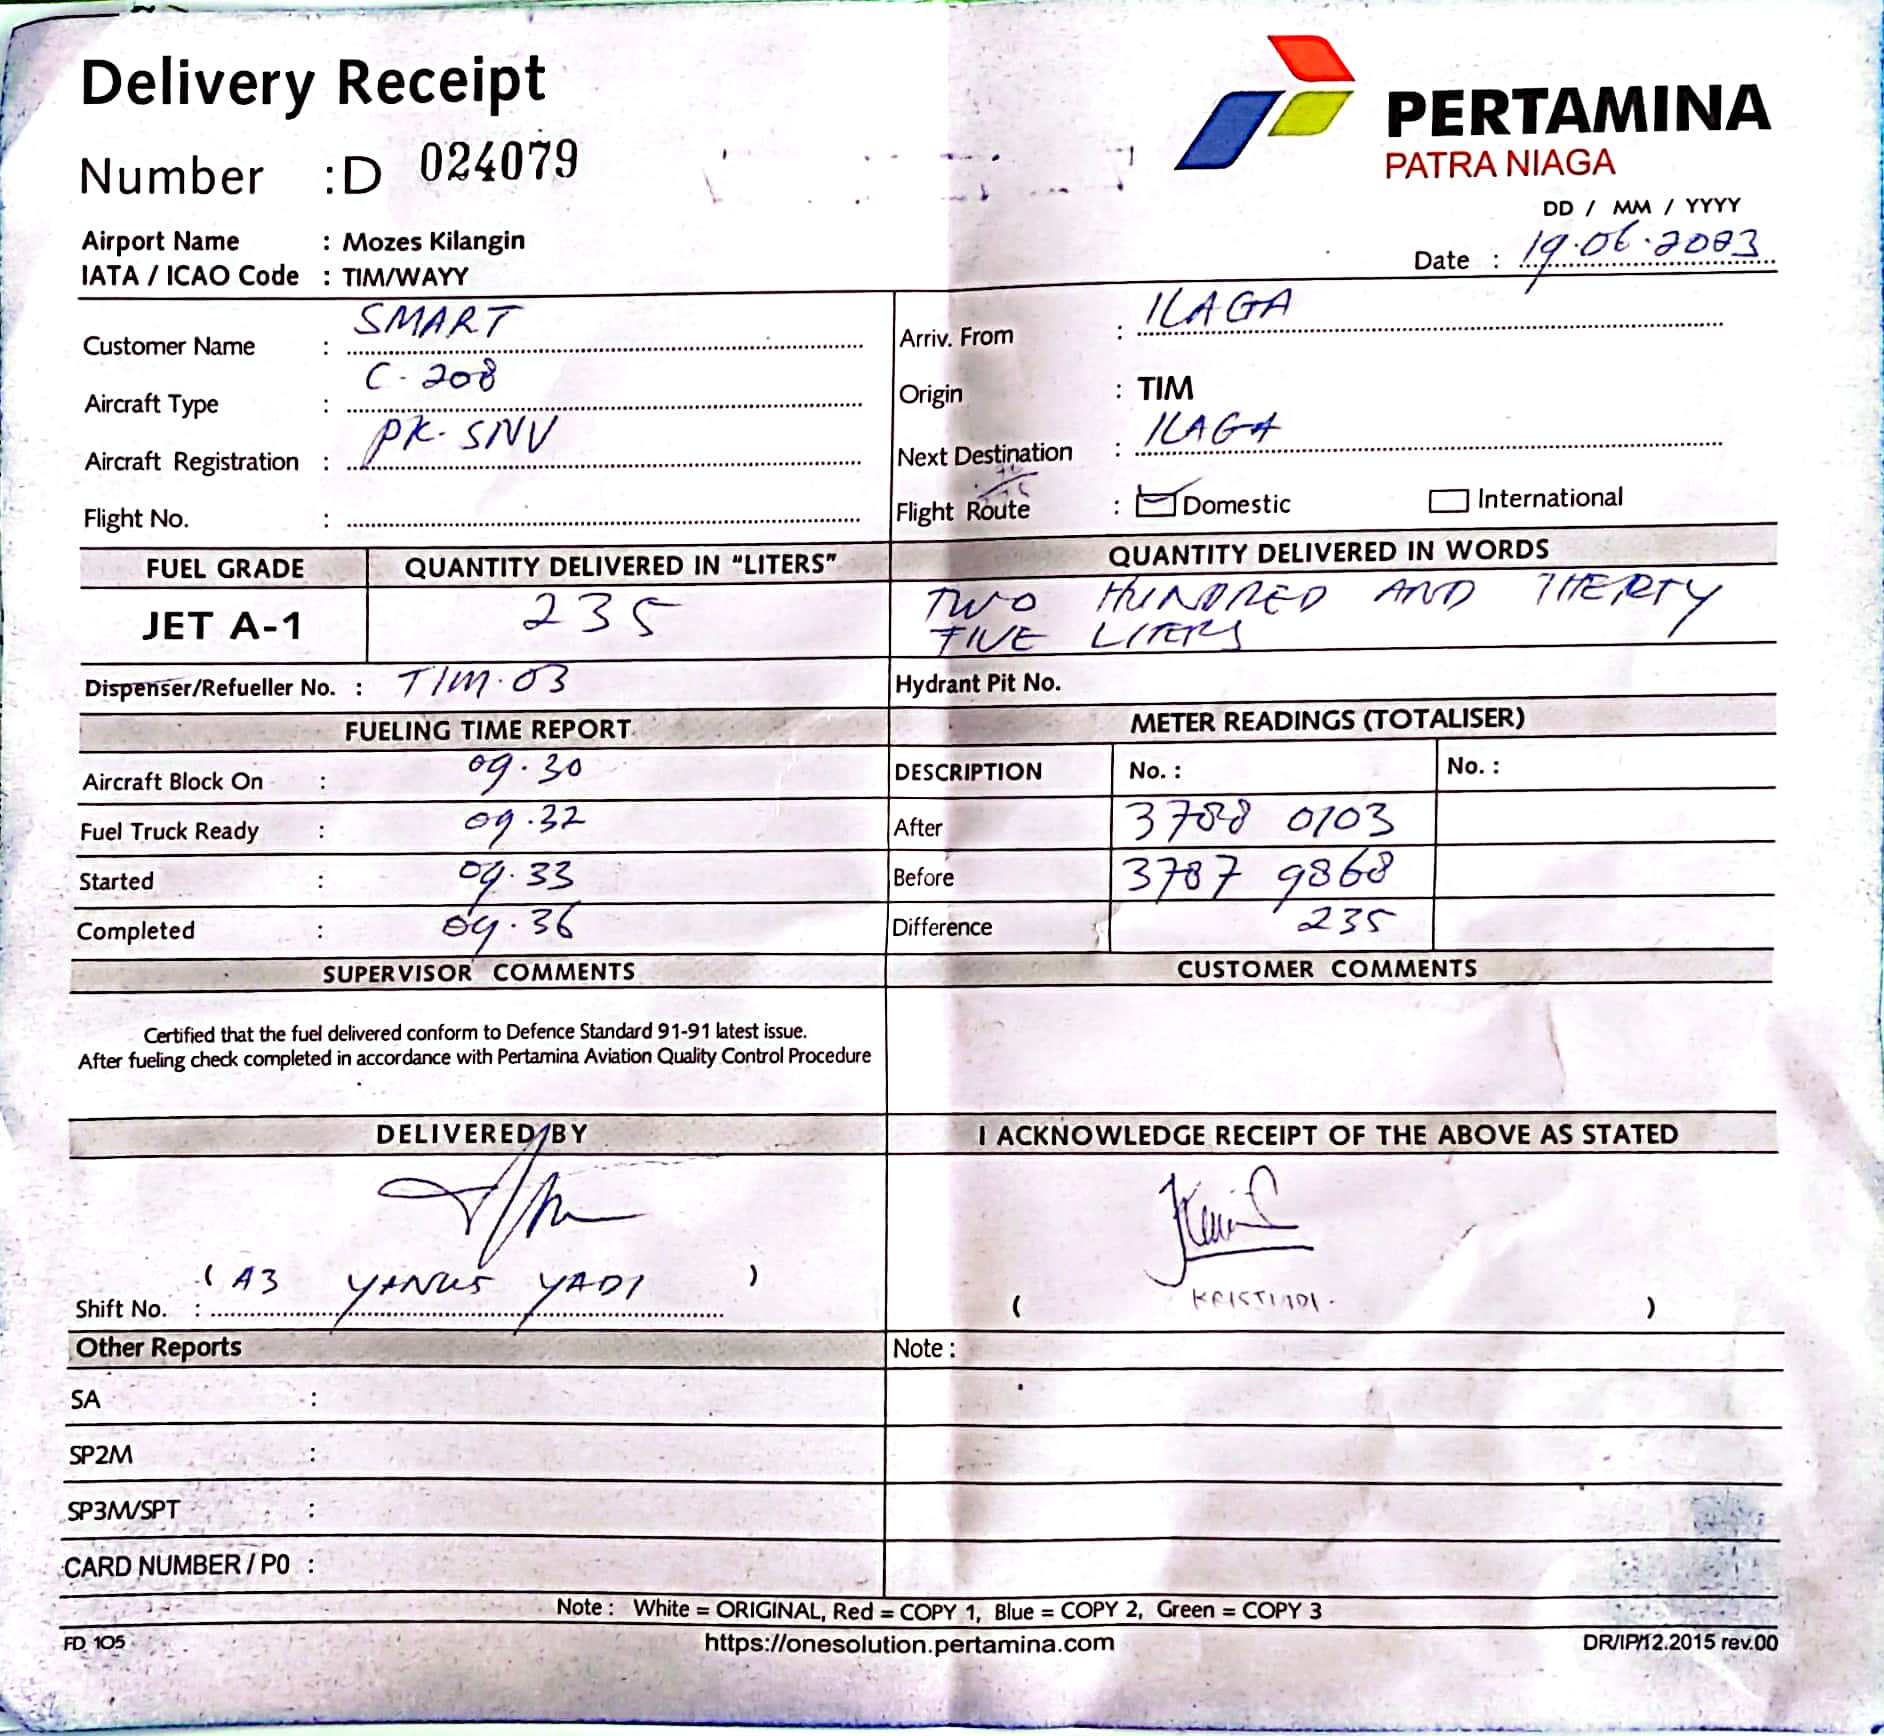 Delivery Receipt
PERTAMINA
PATRA NIAGA
Number : D 024079
DD / MM / YYYY
Airport Name : Mozes Kilangin
Date : 19.06.2023
IATA / ICAO Code : TIM/WAYY
Customer Name : SMART
Arriv. From : ILAGA
Aircraft Type : C-208
Origin : TIM
Aircraft Registration : PK-SNV
Next Destination : ILAGA
Flight No. :
Flight Route : Domestic International
FUEL GRADE QUANTITY DELIVERED IN "LITERS" QUANTITY DELIVERED IN WORDS
JET A-1 235 TWO HUNDRED AND THERTY
FIVE LITERS
Dispenser/Refueller No. : TIM.03 Hydrant Pit No.
FUELING TIME REPORT METER READINGS (TOTALISER)
Aircraft Block On : 09.30 DESCRIPTION No. : No. :
Fuel Truck Ready : 09.32 After 3788 0103
Started : 09.33 Before 3787 9868
Completed : 09.36 Difference 235
SUPERVISOR COMMENTS CUSTOMER COMMENTS
Certified that the fuel delivered conform to Defence Standard 91-91 latest issue.
After fueling check completed in accordance with Pertamina Aviation Quality Control Procedure
DELIVERED BY I ACKNOWLEDGE RECEIPT OF THE ABOVE AS STATED
Shift No. : ( A3 YANUS YADI ) ( KRISTIADI. )
Other Reports Note :
SA :
SP2M :
SP3M/SPT :
CARD NUMBER / PO :
Note : White = ORIGINAL, Red = COPY 1, Blue = COPY 2, Green = COPY 3
FD 105 https://onesolution.pertamina.com DR/IP/12.2015 rev.00